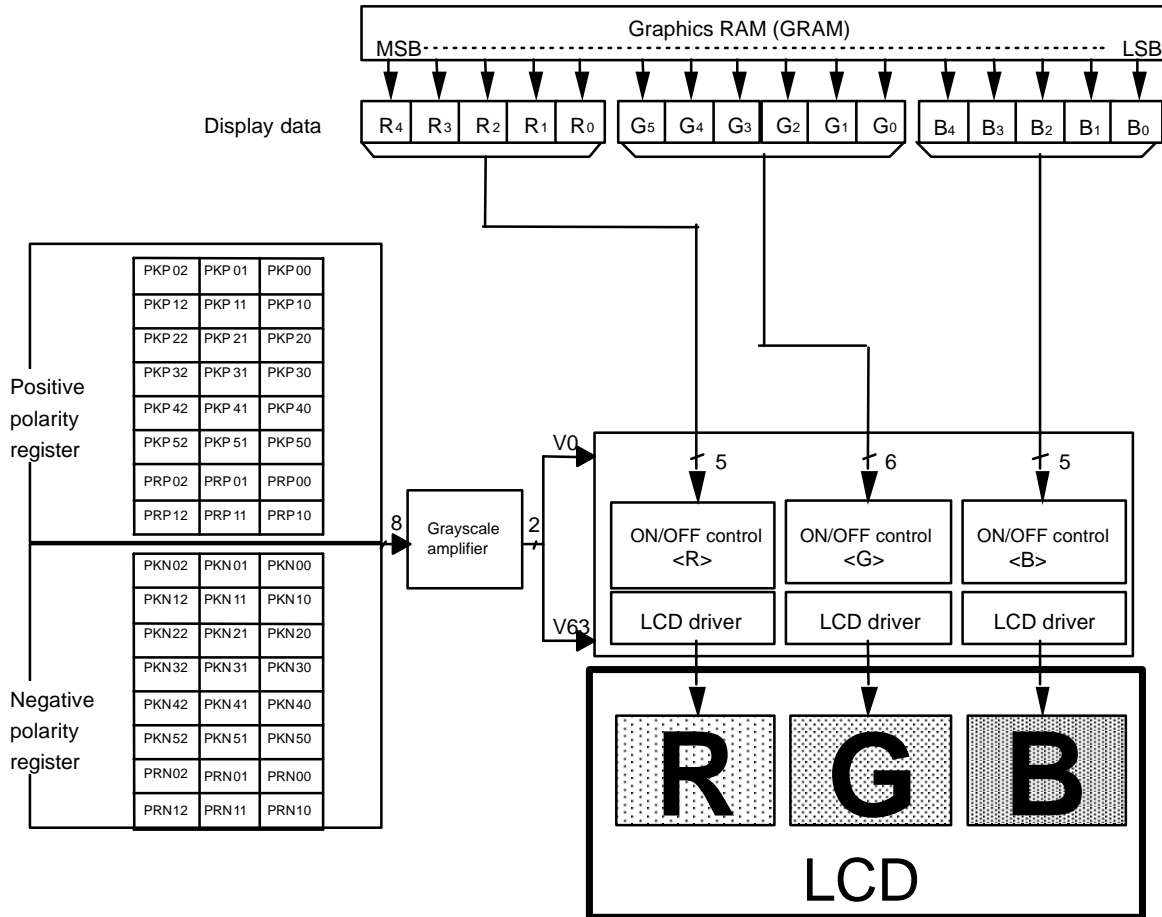 Graphics RAM (GRAM)
MSB LSB
Display data
R4 R3 R2 R1 R0 G5 G4 G3 G2 G1 G0 B4 B3 B2 B1 B0
Positive
polarity
register
PKP02 PKP01 PKP00
PKP12 PKP11 PKP10
PKP22 PKP21 PKP20
PKP32 PKP31 PKP30
PKP42 PKP41 PKP40
PKP52 PKP51 PKP50
PRP02 PRP01 PRP00
PRP12 PRP11 PRP10
Negative
polarity
register
PKN02 PKN01 PKN00
PKN12 PKN11 PKN10
PKN22 PKN21 PKN20
PKN32 PKN31 PKN30
PKN42 PKN41 PKN40
PKN52 PKN51 PKN50
PRN02 PRN01 PRN00
PRN12 PRN11 PRN10
8
Grayscale
amplifier
2
V0
V63
5 6 5
ON/OFF control
<R>
ON/OFF control
<G>
ON/OFF control
<B>
LCD driver LCD driver LCD driver
R G B
LCD